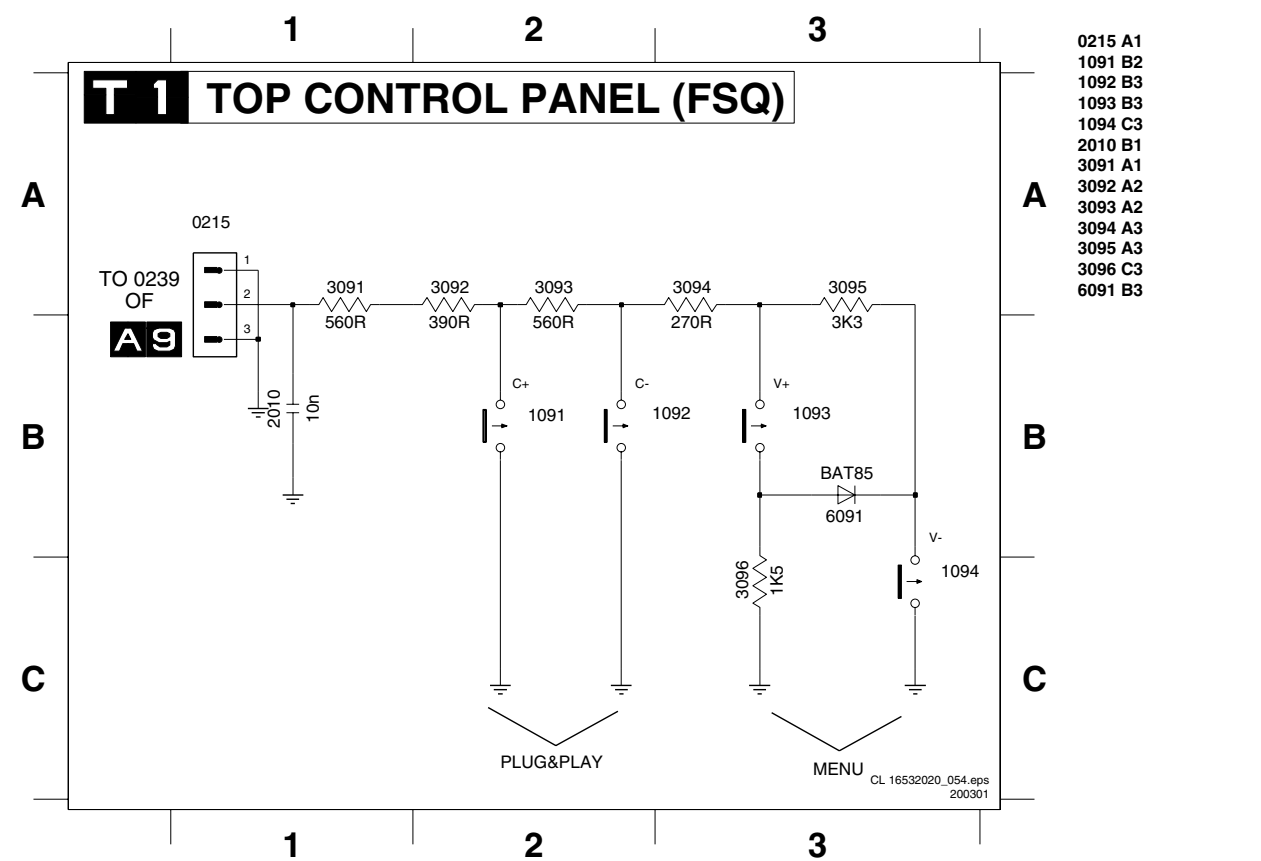 1 2 3
T 1 TOP CONTROL PANEL (FSQ)
0215 A1
1091 B2
1092 B3
1093 B3
1094 C3
2010 B1
3091 A1
3092 A2
3093 A2
3094 A3
3095 A3
3096 C3
6091 B3
A A
0215
TO 0239
OF
A 9
1
2
3
3091 3092 3093 3094 3095
560R 390R 560R 270R 3K3
2010
10n
C+ C- V+
1091 1092 1093
B B
BAT85
6091
V-
1094
3096
1K5
C C
PLUG&PLAY
MENU
CL 16532020_054.eps
200301
1 2 3